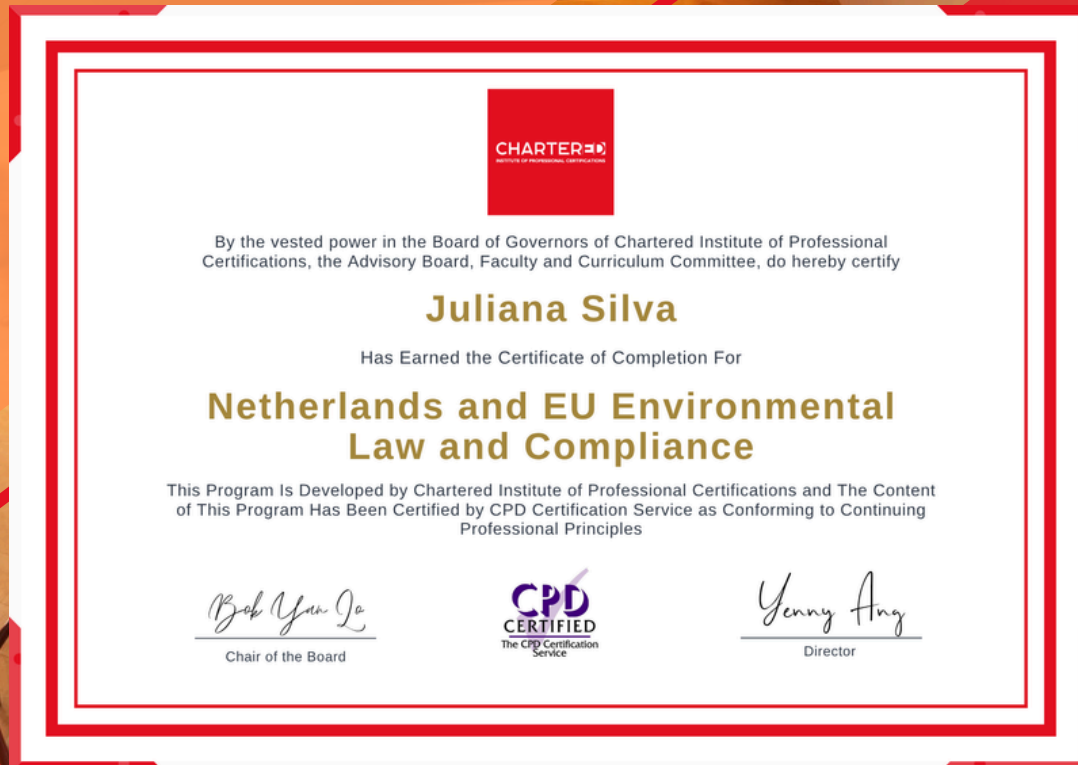 CHARTERED
INSTITUTE OF PROFESSIONAL CERTIFICATIONS
By the vested power in the Board of Governors of Chartered Institute of Professional
Certifications, the Advisory Board, Faculty and Curriculum Committee, do hereby certify
Juliana Silva
Has Earned the Certificate of Completion For
Netherlands and EU Environmental
Law and Compliance
This Program Is Developed by Chartered Institute of Professional Certifications and The Content
of This Program Has Been Certified by CPD Certification Service as Conforming to Continuing
Professional Principles
Bok Yan Lo
Chair of the Board
CPD
CERTIFIED
The CPD Certification
Service
Yenny Ang
Director